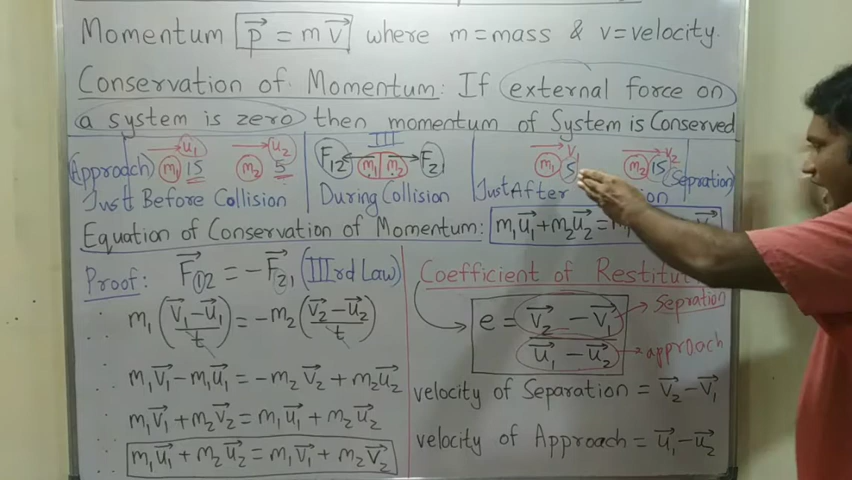 Momentum p = mv where m = mass & v = velocity.
Conservation of Momentum: If external force on
a system is zero then momentum of System is Conserved
(Approach) m1 15 u1 m2 5 u2
Just Before Collision
III
F12 m1 m2 F21
During Collision
m1 5 v1 m2 15 v2 (Sepration)
Just After
Equation of Conservation of Momentum: m1u1 + m2u2 =
Proof: F12 = -F21 (IIIrd Law)
m1 (v1 - u1 / t) = -m2 (v2 - u2 / t)
∴ m1v1 - m1u1 = -m2v2 + m2u2
∴ m1v1 + m2v2 = m1u1 + m2u2
∴ m1u1 + m2u2 = m1v1 + m2v2
Coefficient of
e = v2 - v1 / u1 - u2
Sepration
approach
velocity of Separation = v2 - v1
velocity of Approach = u1 - u2